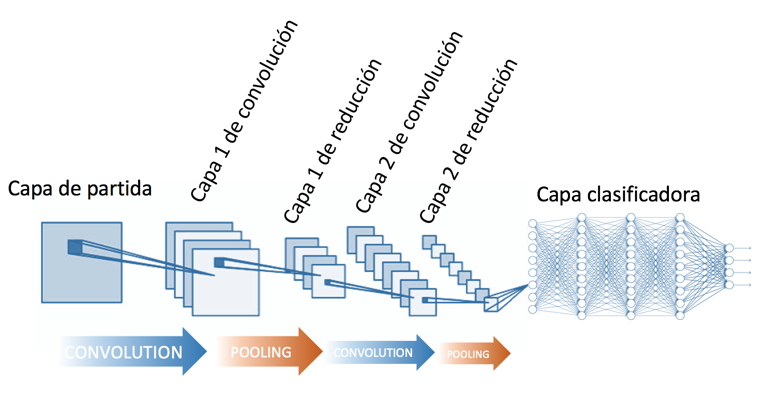 Capa de partida
Capa 1 de convolución
Capa 1 de reducción
Capa 2 de convolución
Capa 2 de reducción
Capa clasificadora
CONVOLUTION
POOLING
CONVOLUTION
POOLING